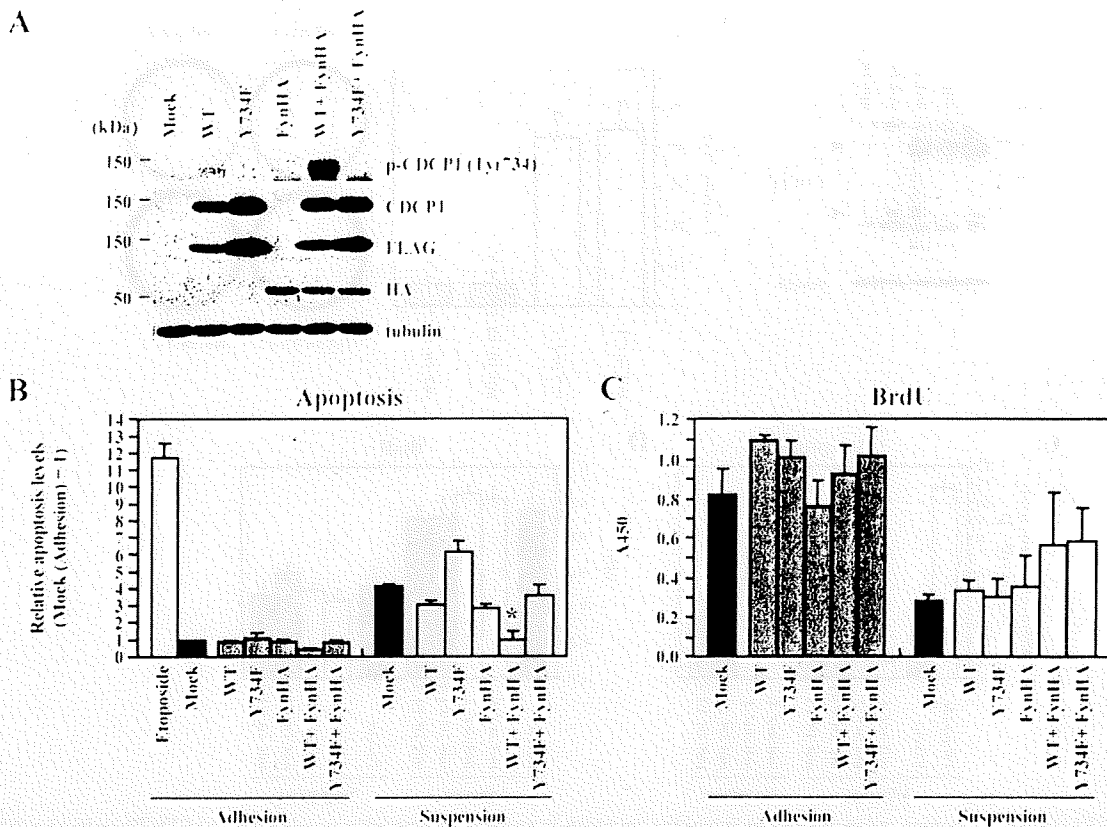 A
(kDa)
Mock
WT
Y734F
FynHA
WT+ FynHA
Y734F+ FynHA
150
p-CDCP1 (Tyr734)
150
CDCP1
150
FLAG
HA
50
tubulin
B
Apoptosis
Relative apoptosis levels
(Mock (Adhesion) = 1)
14
13
12
11
10
9
8
7
6
5
4
3
2
1
0
*
Etoposide
Mock
WT
Y734F
FynHA
WT+ FynHA
Y734F+ FynHA
Mock
WT
Y734F
FynHA
WT+ FynHA
Y734F+ FynHA
Adhesion
Suspension
C
BrdU
A450
1.2
1.0
0.8
0.6
0.4
0.2
0.0
Mock
WT
Y734F
FynHA
WT+ FynHA
Y734F+ FynHA
Mock
WT
Y734F
FynHA
WT+ FynHA
Y734F+ FynHA
Adhesion
Suspension